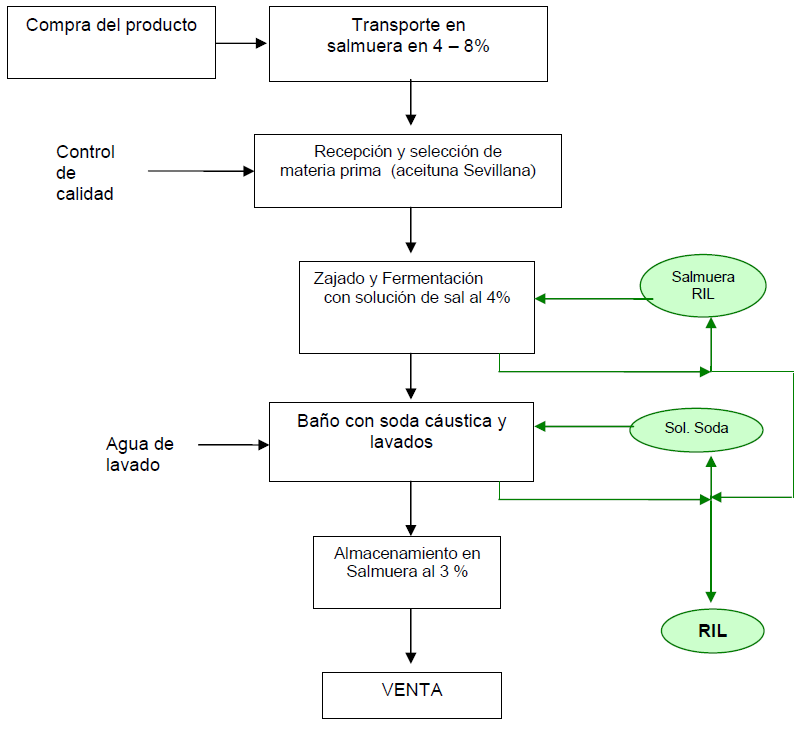 Compra del producto
Transporte en
salmuera en 4 – 8%
Control
de
calidad
Recepción y selección de
materia prima (aceituna Sevillana)
Zajado y Fermentación
con solución de sal al 4%
Salmuera
RIL
Agua de
lavado
Baño con soda cáustica y
lavados
Sol. Soda
Almacenamiento en
Salmuera al 3 %
RIL
VENTA